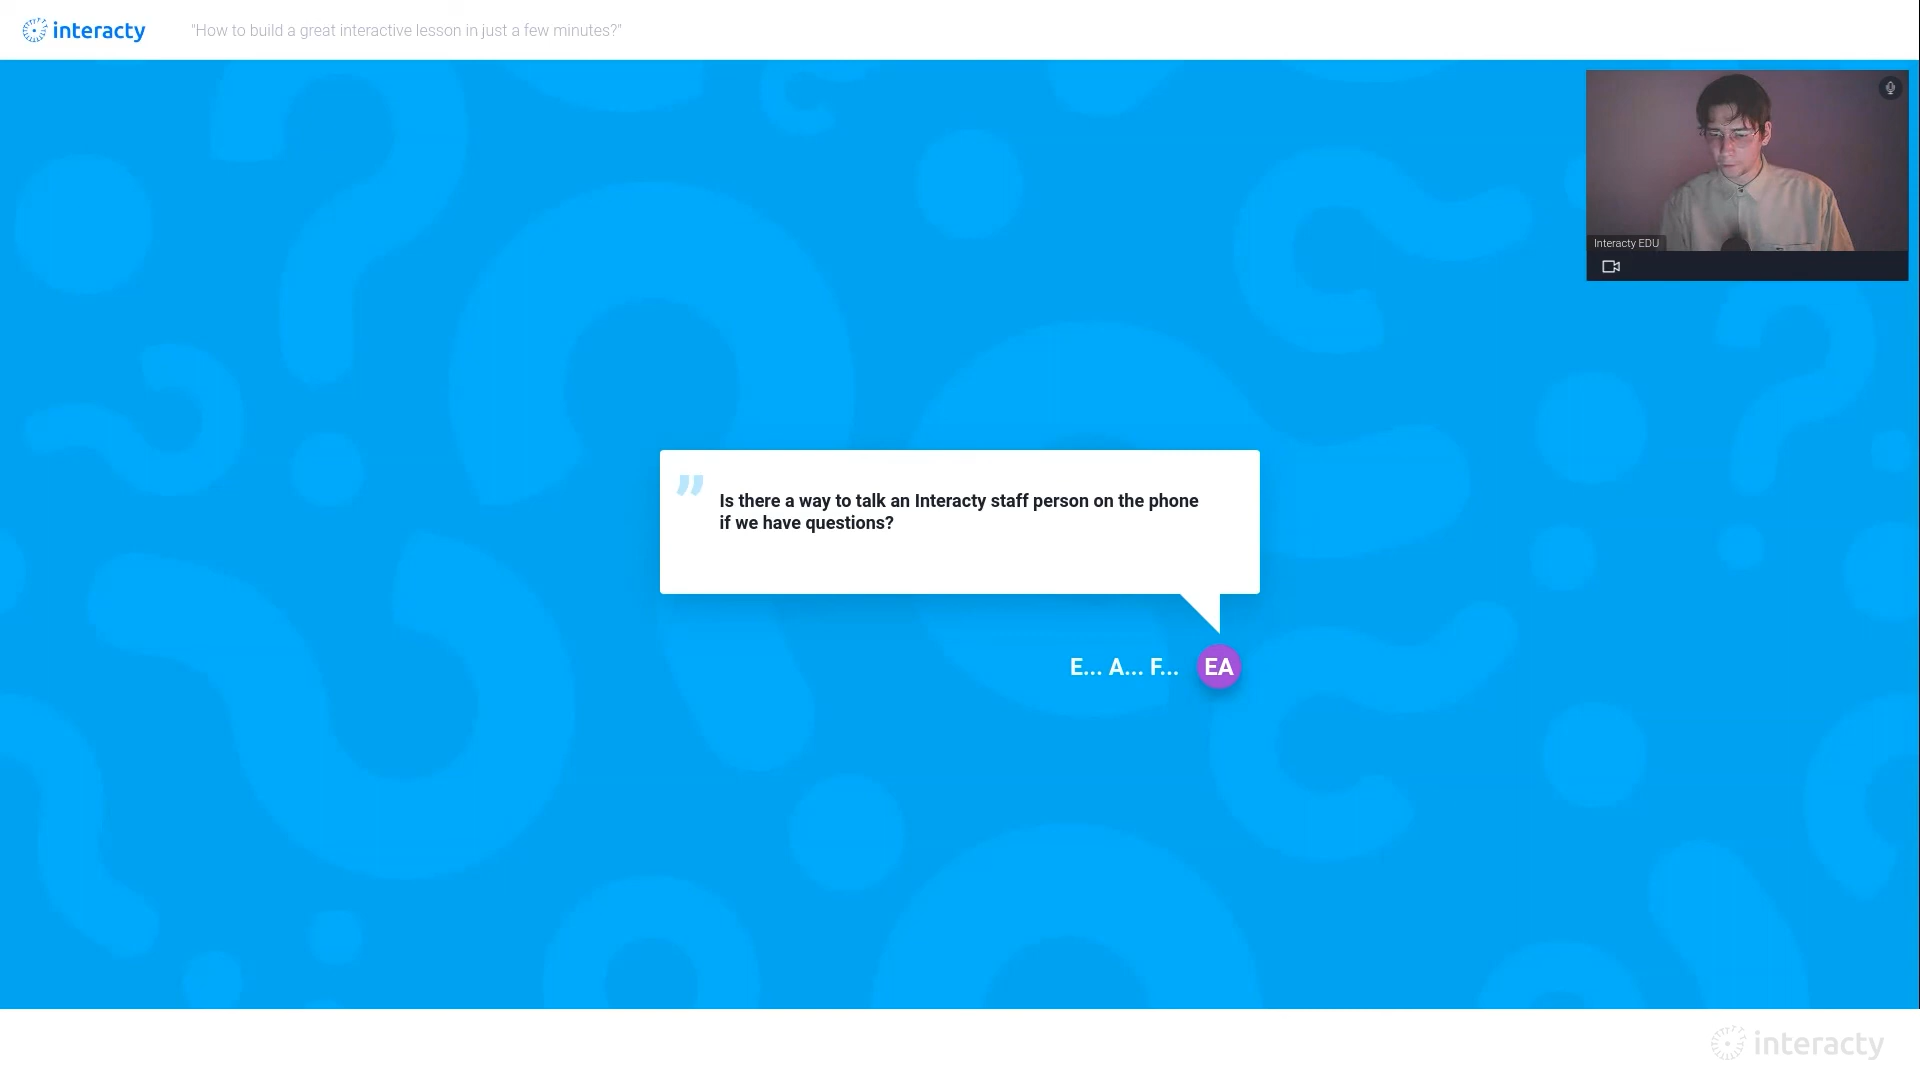 interacty
"How to build a great interactive lesson in just a few minutes?"
Interacty EDU
Is there a way to talk an Interacty staff person on the phone
if we have questions?
E... A... F...
EA
interacty